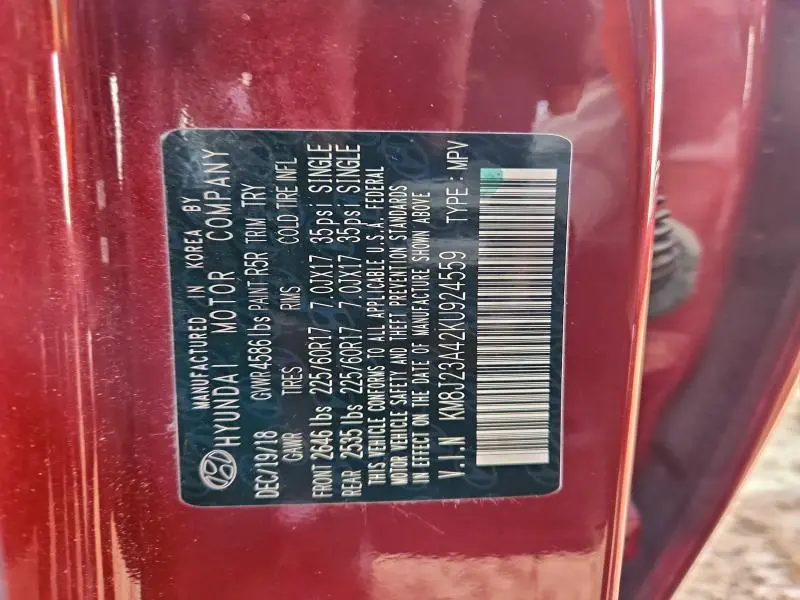 MANUFACTURED IN KOREA BY
HYUNDAI MOTOR COMPANY
DEC/19/18 GVWR4586 lbs PAINT R5R TRIM TRY
GAWR TIRES RIMS COLD TIRE INFL
FRONT 2646 lbs 225/60R17 7.0JX17 35psi SINGLE
REAR 2535 lbs 225/60R17 7.0JX17 35 psi SINGLE
THIS VEHICLE CONFORMS TO ALL APPLICABLE U.S.A. FEDERAL
MOTOR VEHICLE SAFETY AND THEFT PREVENTION STANDARDS
IN EFFECT ON THE DATE OF MANUFACTURE SHOWN ABOVE
V.I.N KM8J23A42KU924559 TYPE : MPV